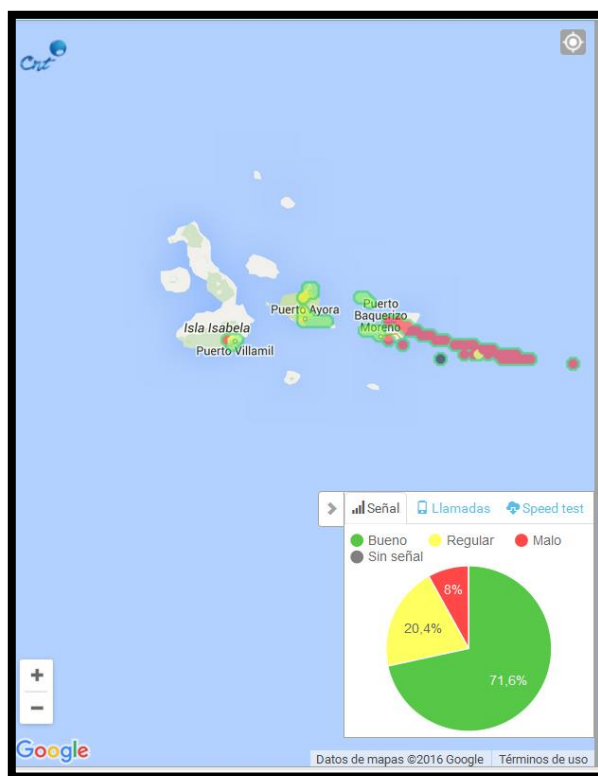 Cnt
Puerto Ayora
Puerto
Baquerizo
Moreno
Isla Isabela
Puerto Villamil
Señal Llamadas Speed test
Bueno Regular Malo
Sin señal
8%
20,4%
71,6%
+
−
Google
Datos de mapas ©2016 Google Términos de uso